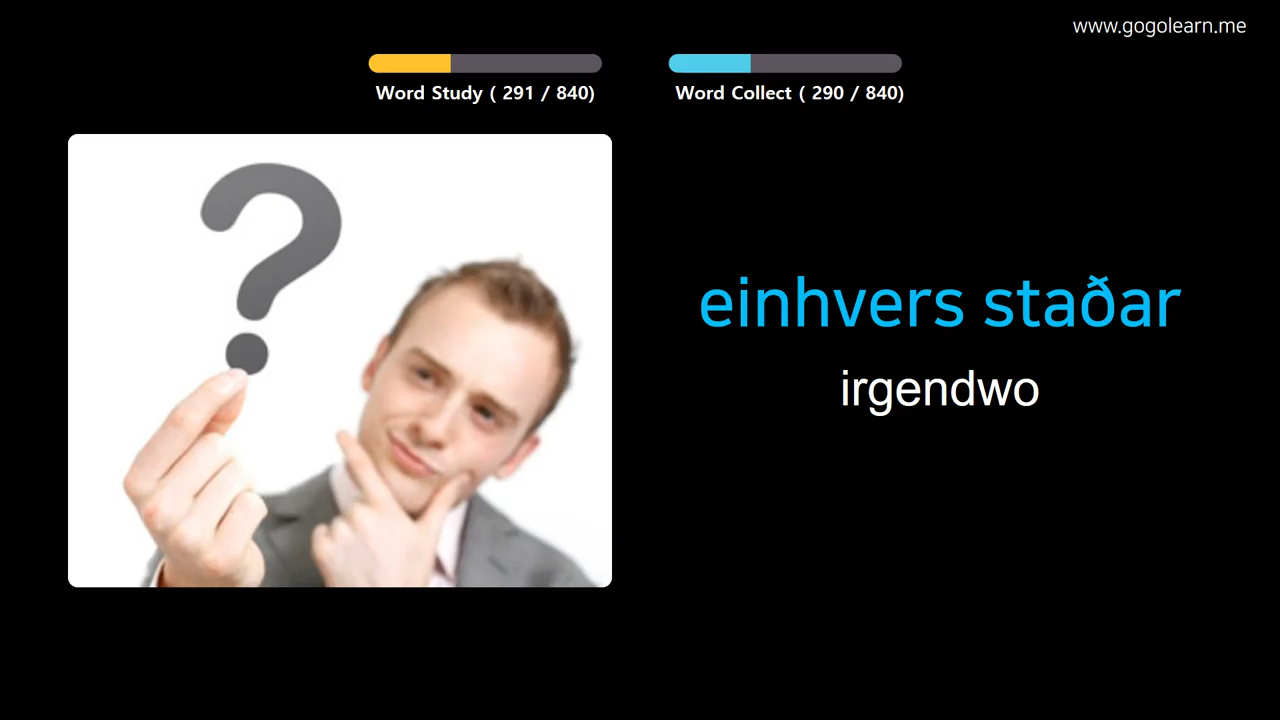 www.gogolearn.me
Word Study ( 291 / 840)
Word Collect ( 290 / 840)
?
einhvers staðar
irgendwo